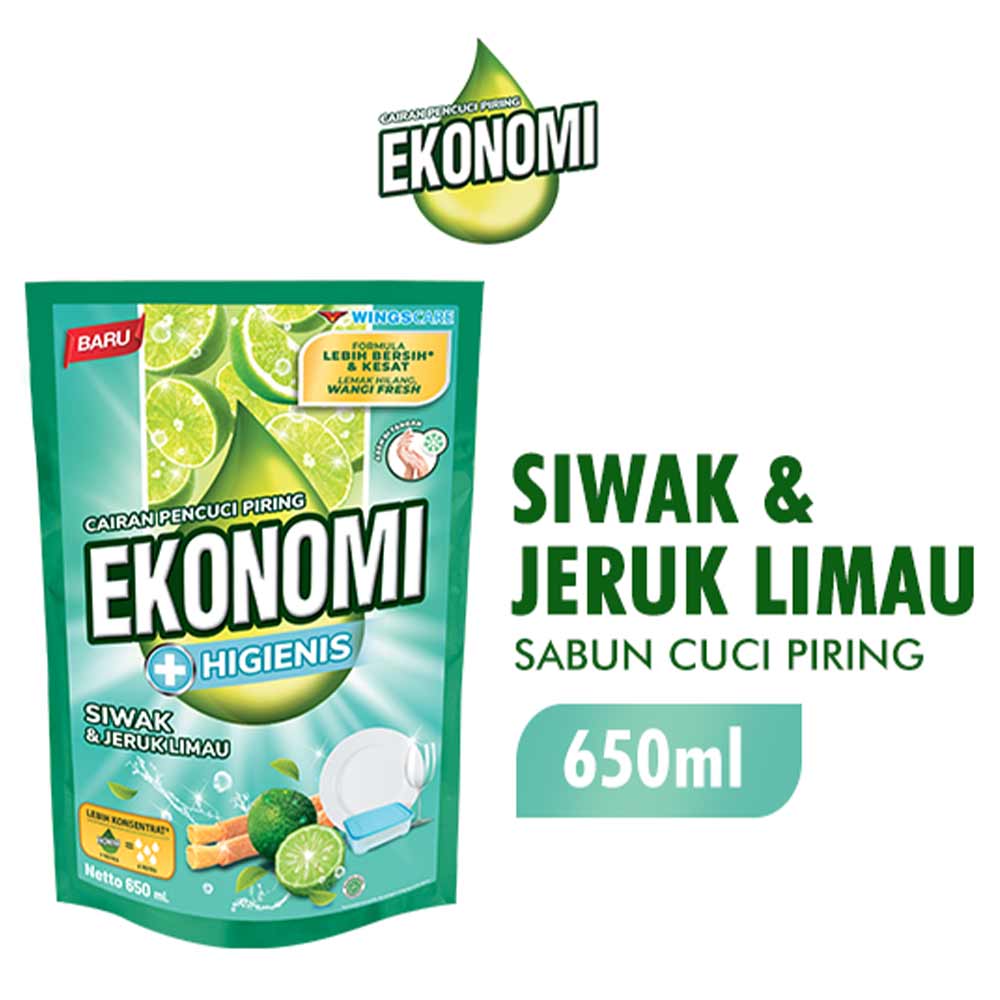 CAIRAN PENCUCI PIRING
EKONOMI
BARU
WINGSCARE
FORMULA
LEBIH BERSIH*
& KESAT
LEMAK HILANG,
WANGI FRESH
CAIRAN PENCUCI PIRING
EKONOMI
+ HIGIENIS
SIWAK
& JERUK LIMAU
LEBIH KONSENTRAT*
EKONOMI
Netto 650 mL
SIWAK &
JERUK LIMAU
SABUN CUCI PIRING
650ml